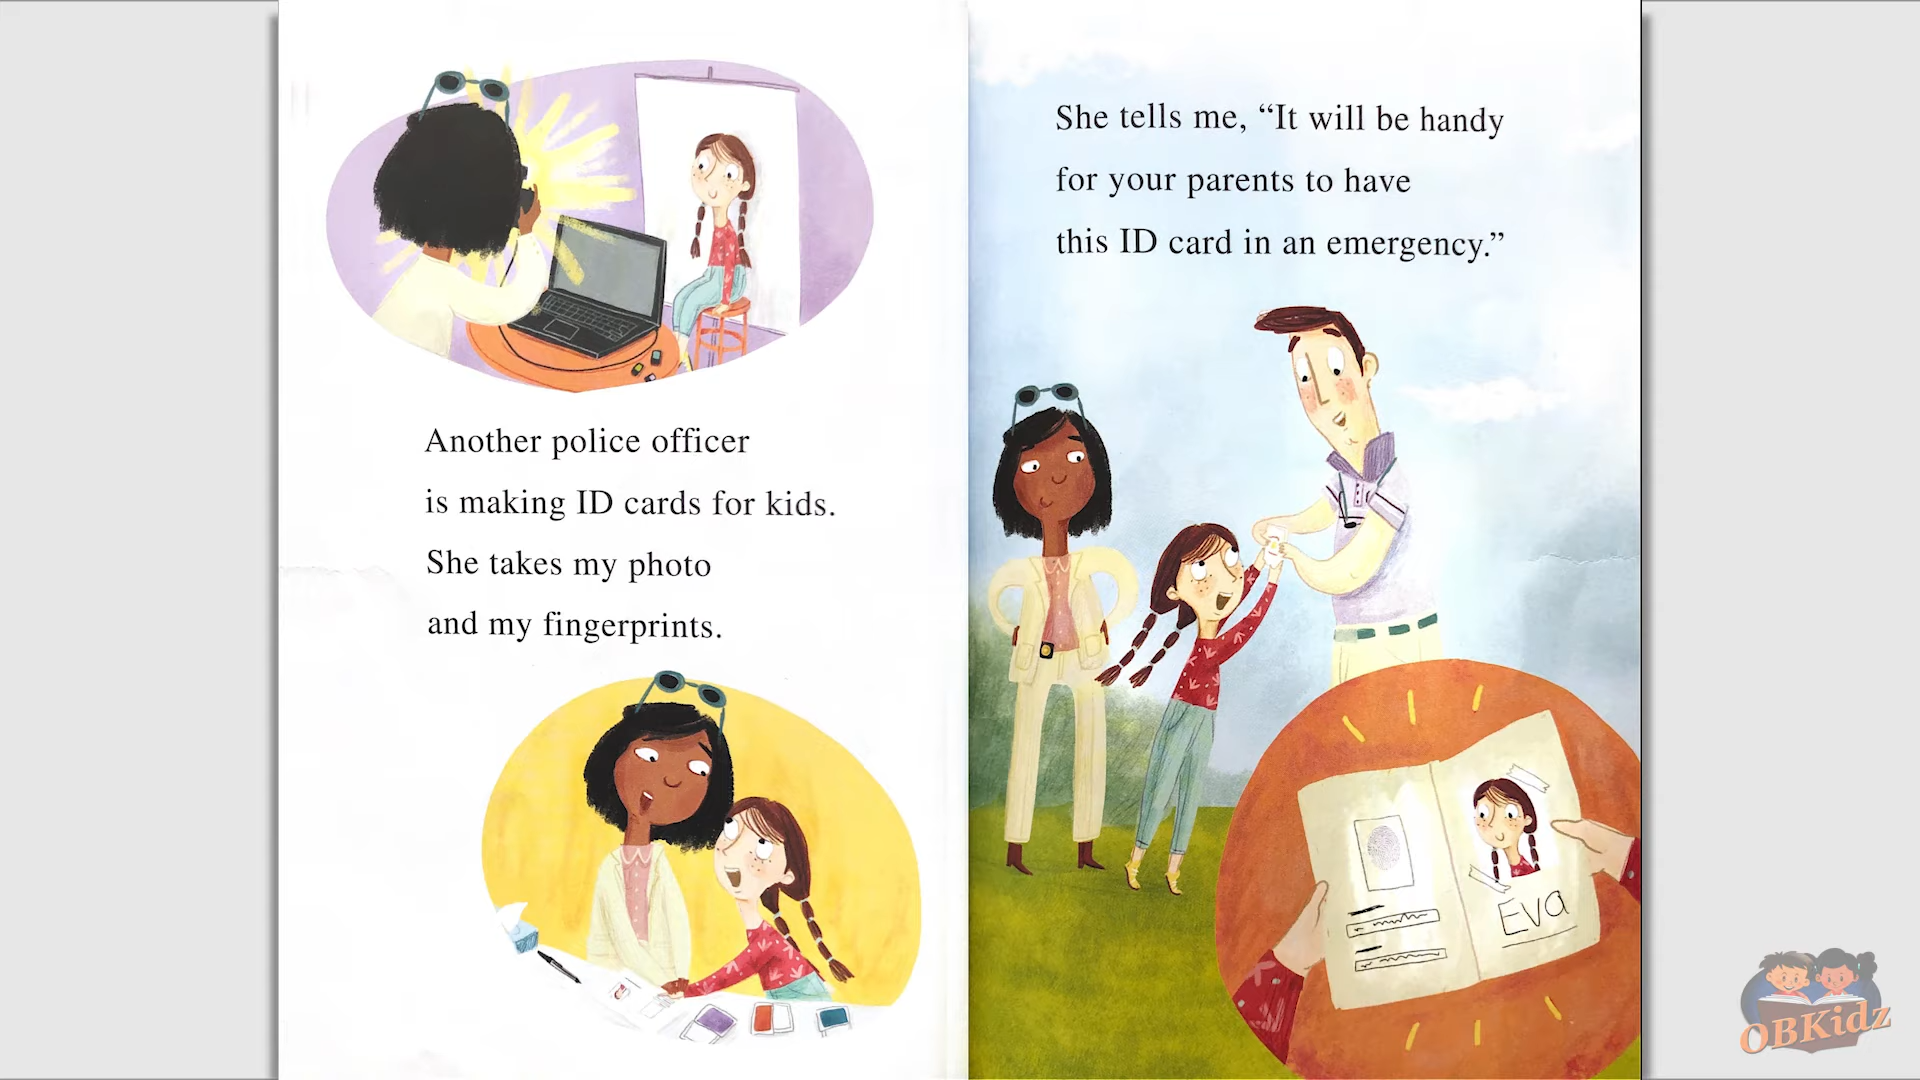 Another police officer
is making ID cards for kids.
She takes my photo
and my fingerprints.
She tells me, “It will be handy
for your parents to have
this ID card in an emergency.”
Eva
OBKidz